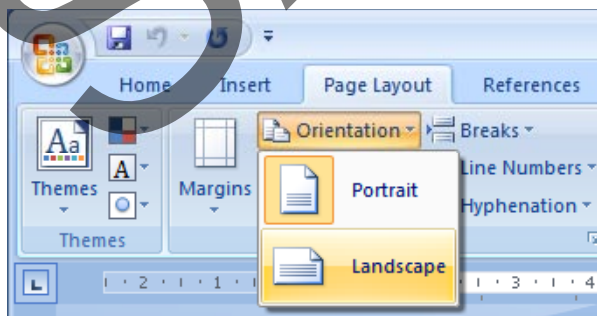 Home Insert Page Layout References
Aa Orientation Breaks
A Line Numbers
Themes Margins Portrait Hyphenation
Themes
Landscape
L 2 1 3 4